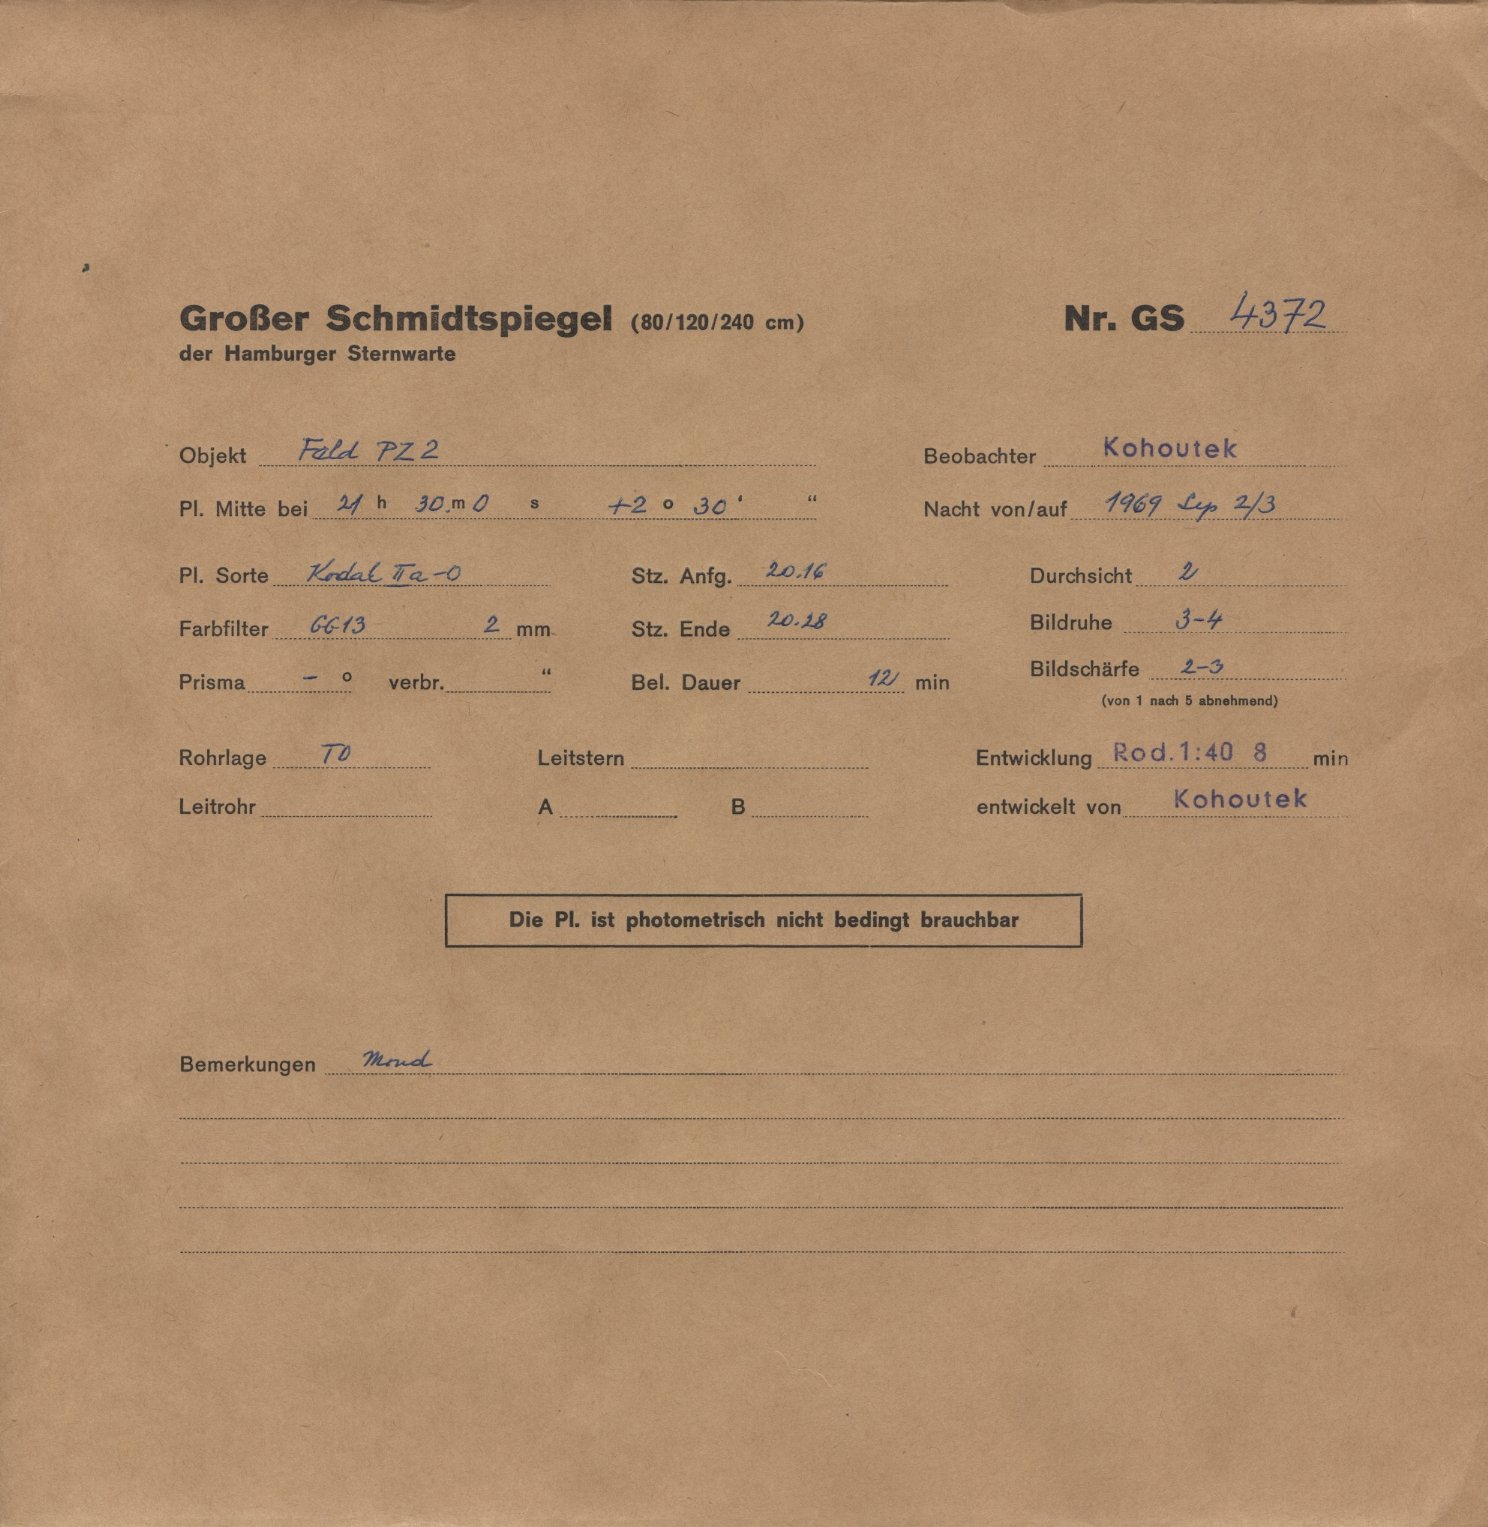 Großer Schmidtspiegel (80/120/240 cm) Nr. GS 4372
der Hamburger Sternwarte
Objekt Feld PZ 2 Beobachter Kohoutek
Pl. Mitte bei 21 h 30 m 0 s +2 o 30 ' “ Nacht von/auf 1969 Sep 2/3
Pl. Sorte Kodak IIa-O Stz. Anfg. 20.16 Durchsicht 2
Farbfilter GG13 2 mm Stz. Ende 20.28 Bildruhe 3-4
Prisma – o verbr. “ Bel. Dauer 12 min Bildschärfe 2-3
(von 1 nach 5 abnehmend)
Rohrlage TO Leitstern Entwicklung Rod.1:40 8 min
Leitrohr A B entwickelt von Kohoutek
Die Pl. ist photometrisch nicht bedingt brauchbar
Bemerkungen Mond